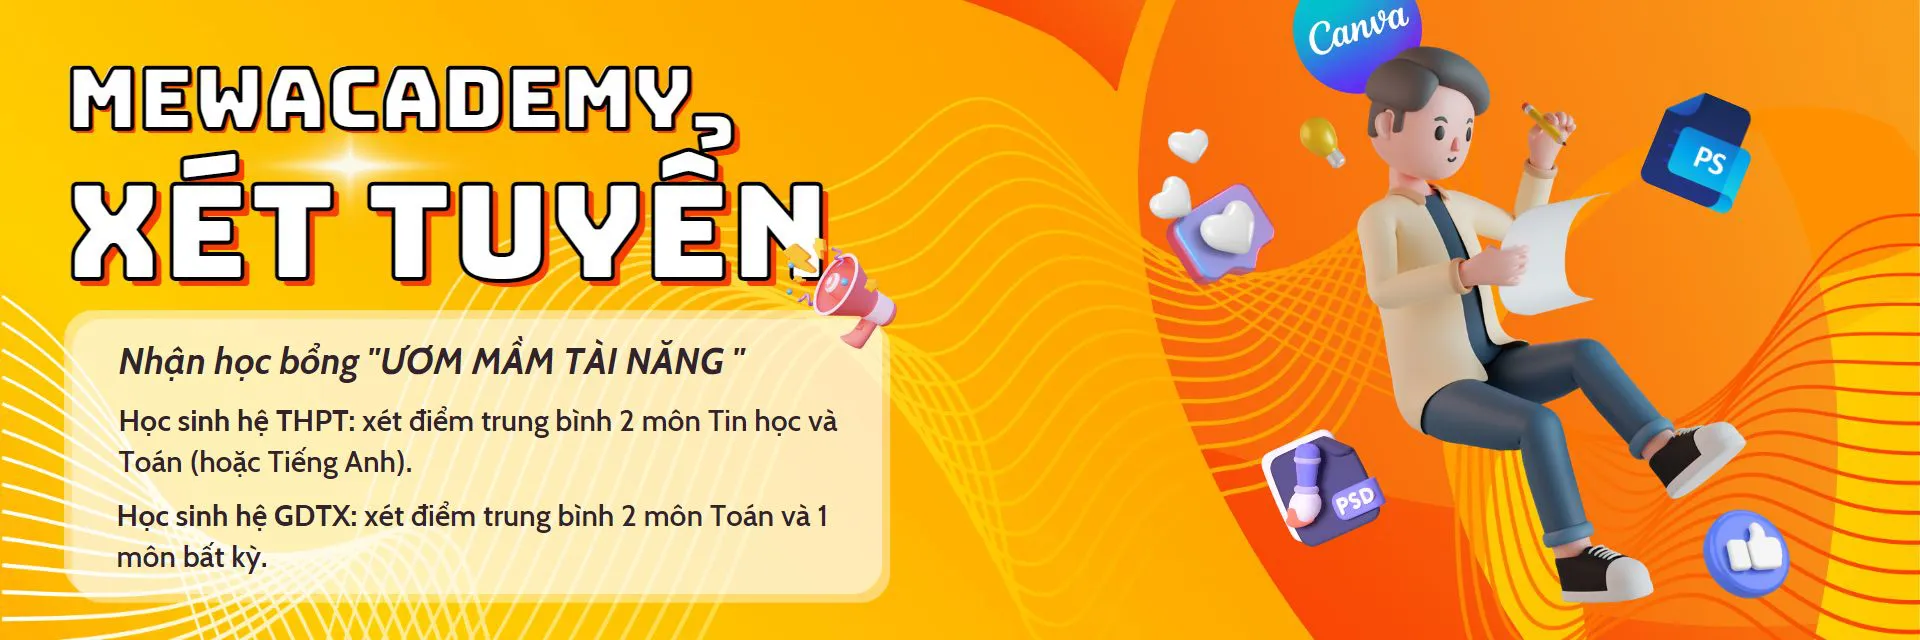 MEWACADEMY
XÉT TUYỂN
Nhận học bổng "ƯƠM MẦM TÀI NĂNG "
Học sinh hệ THPT: xét điểm trung bình 2 môn Tin học và
Toán (hoặc Tiếng Anh).
Học sinh hệ GDTX: xét điểm trung bình 2 môn Toán và 1
môn bất kỳ.
Canva
PS
PSD